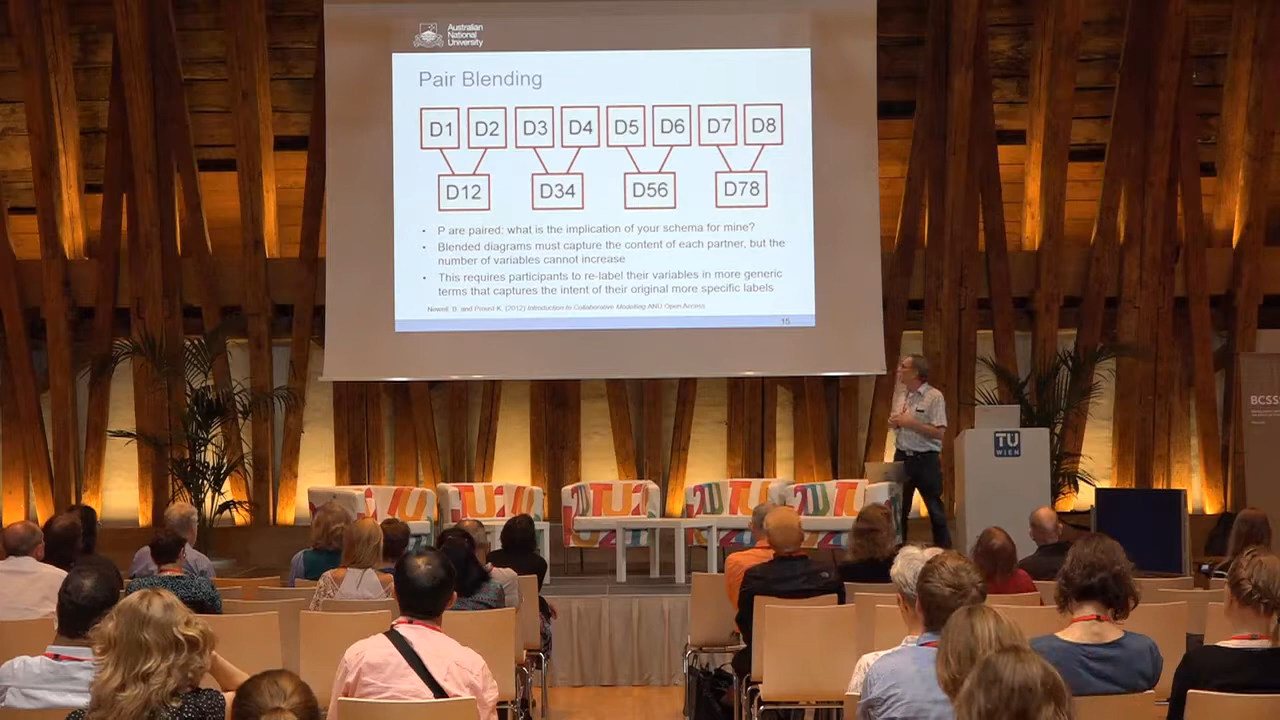 Australian
National
University
Pair Blending
D1 D2 D3 D4 D5 D6 D7 D8
D12 D34 D56 D78
• P are paired: what is the implication of your schema for mine?
• Blended diagrams must capture the content of each partner, but the
number of variables cannot increase
• This requires participants to re-label their variables in more generic
terms that captures the intent of their original more specific labels
Newell, B. and Proust K. (2012) Introduction to Collaborative Modelling ANU Open Access
15
TU
WIEN
BCSS